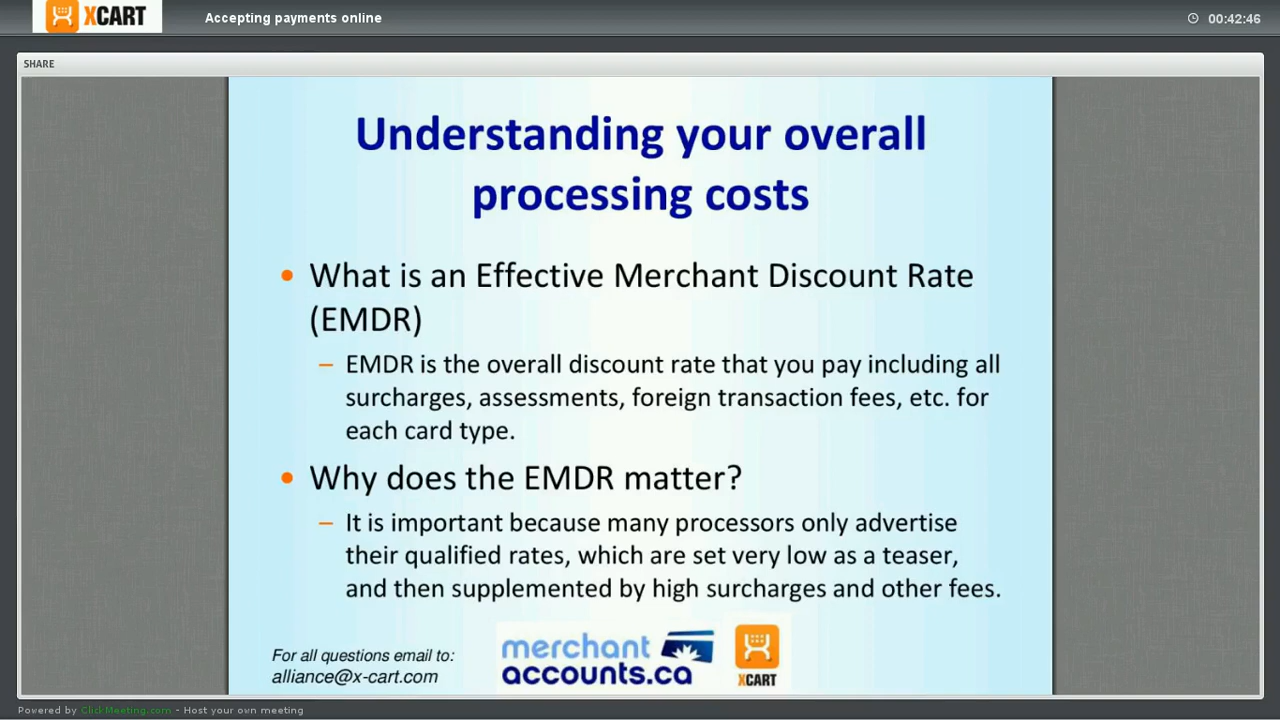 XCART
Accepting payments online
00:42:46
SHARE
Understanding your overall
processing costs
• What is an Effective Merchant Discount Rate
(EMDR)
– EMDR is the overall discount rate that you pay including all
surcharges, assessments, foreign transaction fees, etc. for
each card type.
• Why does the EMDR matter?
– It is important because many processors only advertise
their qualified rates, which are set very low as a teaser,
and then supplemented by high surcharges and other fees.
For all questions email to:
alliance@x-cart.com
merchant
accounts.ca
XCART
Powered by ClickMeeting.com - Host your own meeting